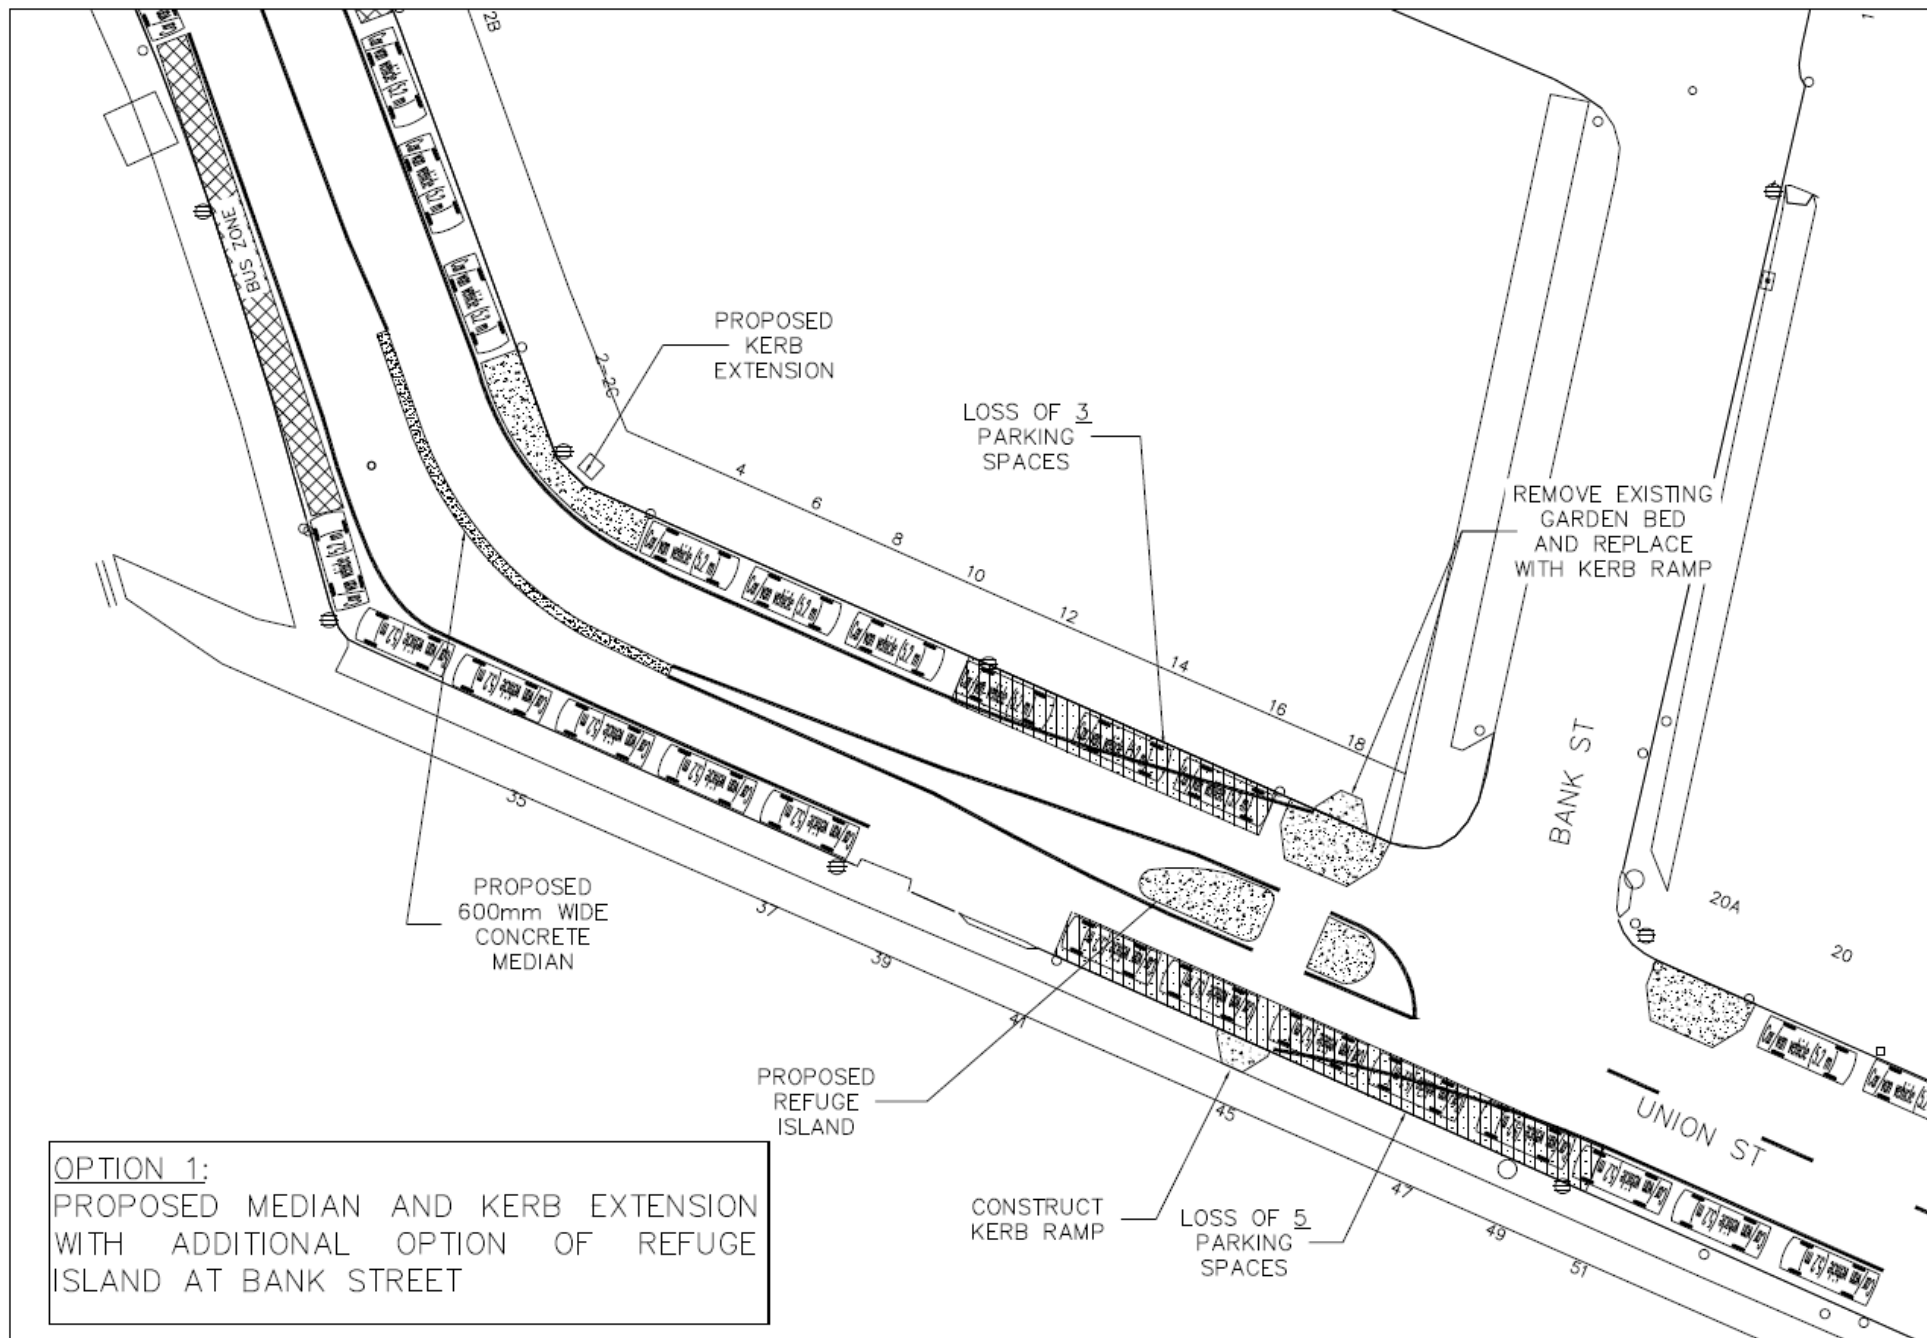 2B
1
BUS ZONE
PROPOSED
KERB
EXTENSION
2-2C
LOSS OF 3
PARKING
SPACES
4
6
8
10
12
14
16
18
REMOVE EXISTING
GARDEN BED
AND REPLACE
WITH KERB RAMP
BANK ST
35
37
39
41
45
47
49
51
20A
20
PROPOSED
600mm WIDE
CONCRETE
MEDIAN
PROPOSED
REFUGE
ISLAND
UNION ST
CONSTRUCT
KERB RAMP
LOSS OF 5
PARKING
SPACES
OPTION 1:
PROPOSED MEDIAN AND KERB EXTENSION
WITH ADDITIONAL OPTION OF REFUGE
ISLAND AT BANK STREET